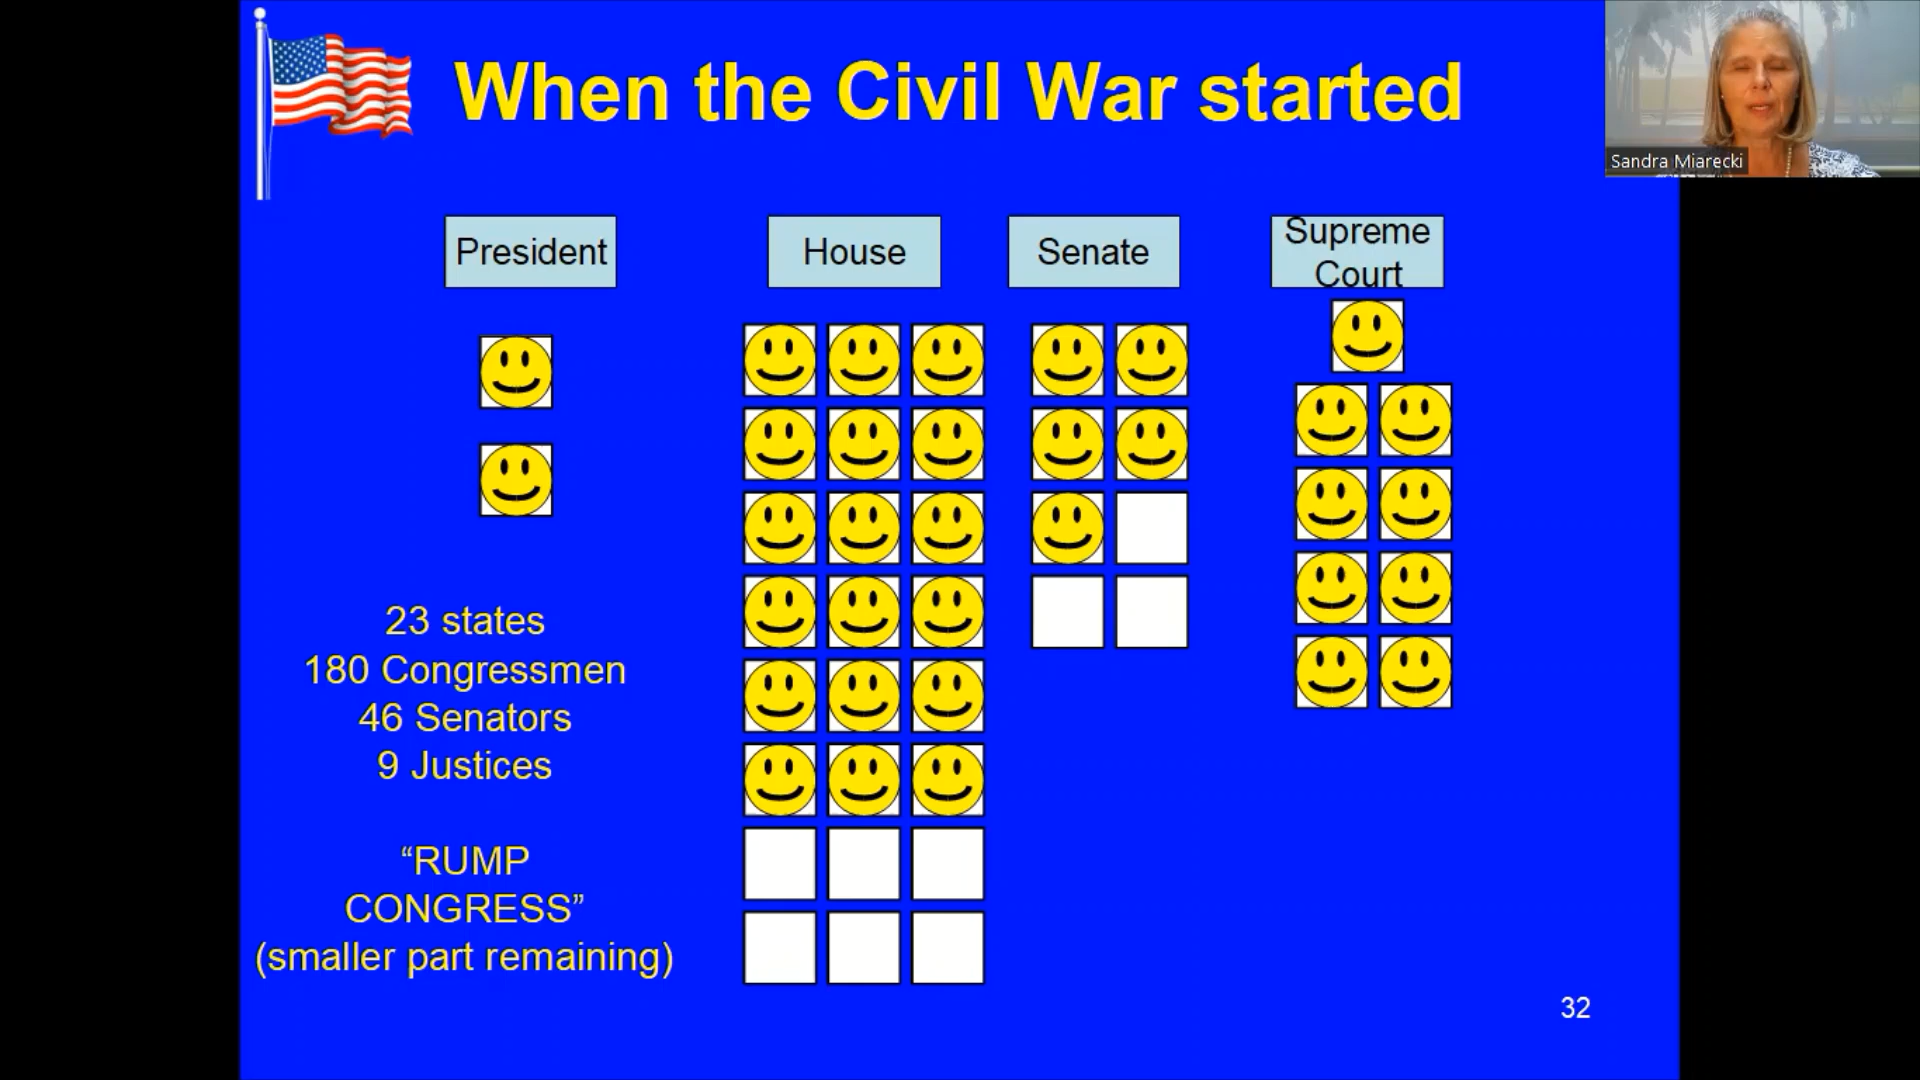 When the Civil War started
Sandra Miarecki
President
House
Senate
Supreme
Court
23 states
180 Congressmen
46 Senators
9 Justices
“RUMP
CONGRESS”
(smaller part remaining)
32